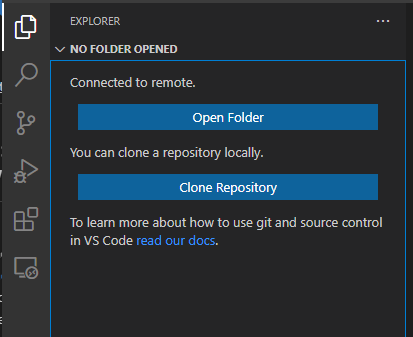 EXPLORER
NO FOLDER OPENED
Connected to remote.
Open Folder
You can clone a repository locally.
Clone Repository
To learn more about how to use git and source control
in VS Code read our docs.